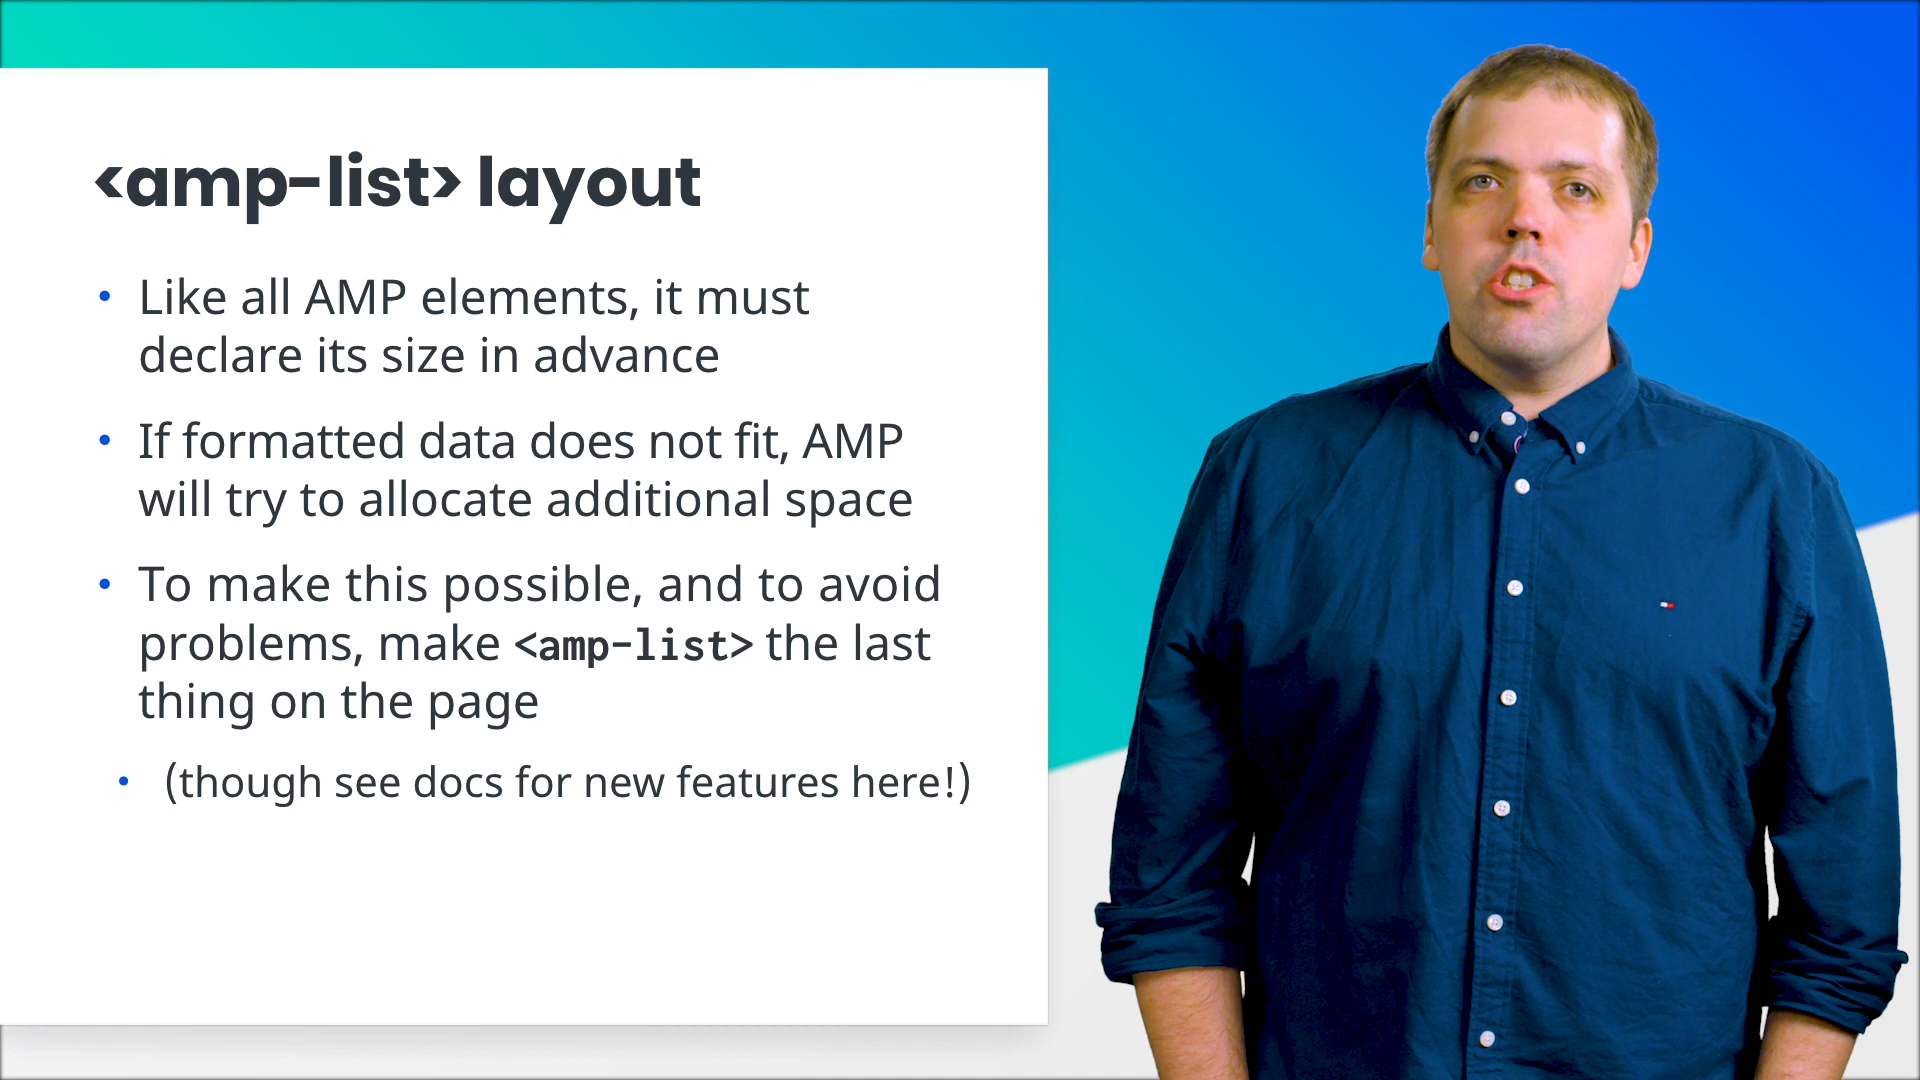 <amp-list> layout
• Like all AMP elements, it must
declare its size in advance
• If formatted data does not fit, AMP
will try to allocate additional space
• To make this possible, and to avoid
problems, make <amp-list> the last
thing on the page
• (though see docs for new features here!)